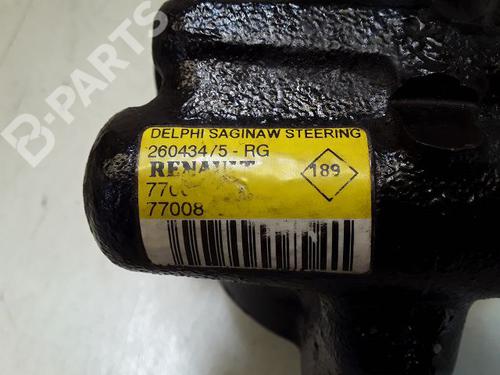 B-PARTS
DELPHI SAGINAW STEERING
26043475 - RG
RENAULT
189
77008